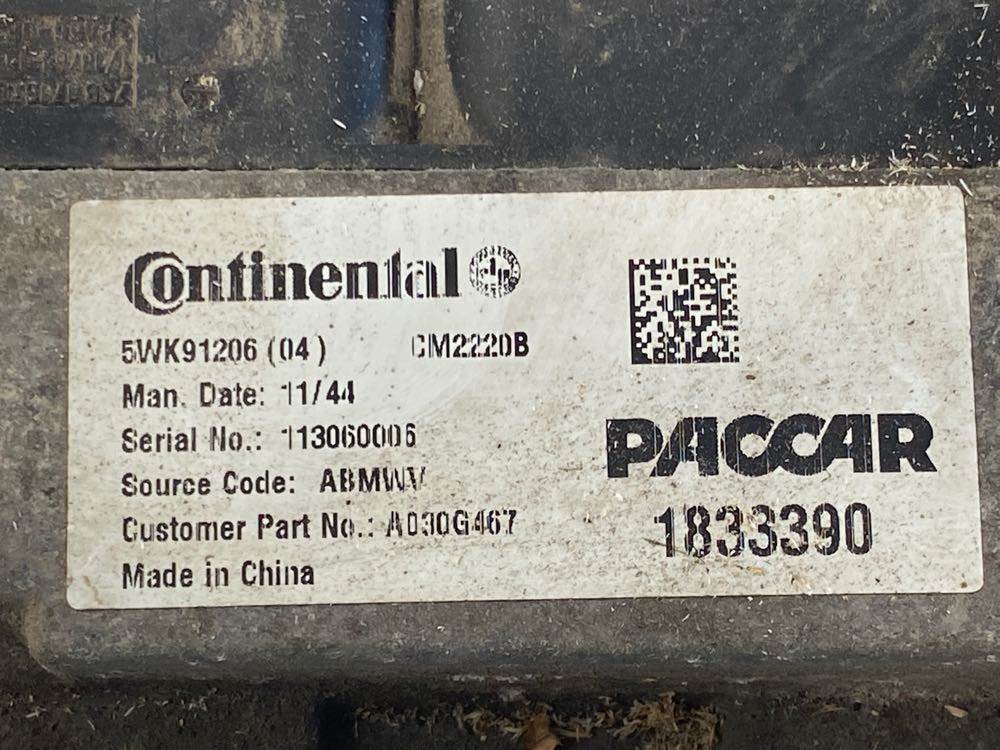 Continental
5WK91206 (04) CM2220B
Man. Date: 11/44
Serial No.: 113060006
Source Code: ABMWV
Customer Part No.: A030G467
Made in China
PACCAR
1833390